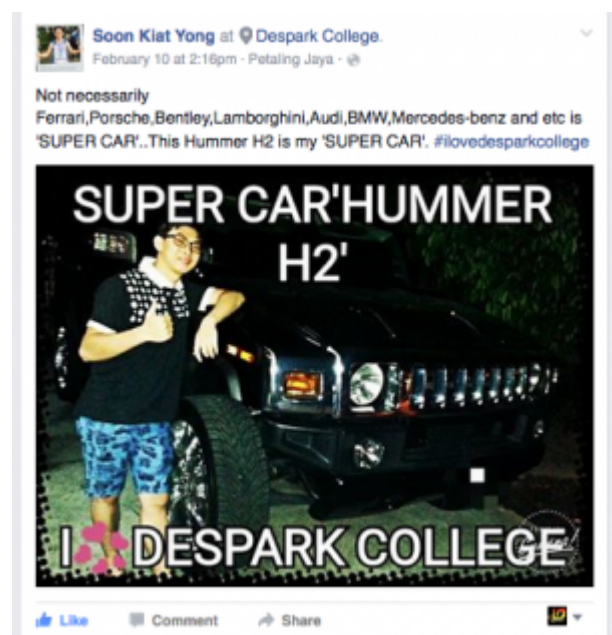 Soon Kiat Yong at Despark College.
February 10 at 2:16pm · Petaling Jaya ·
Not necessarily
Ferrari,Porsche,Bentley,Lamborghini,Audi,BMW,Mercedes-benz and etc is
'SUPER CAR'..This Hummer H2 is my 'SUPER CAR'. #ilovedesparkcollege
SUPER CAR'HUMMER
H2'
I DESPARK COLLEGE
Like Comment Share